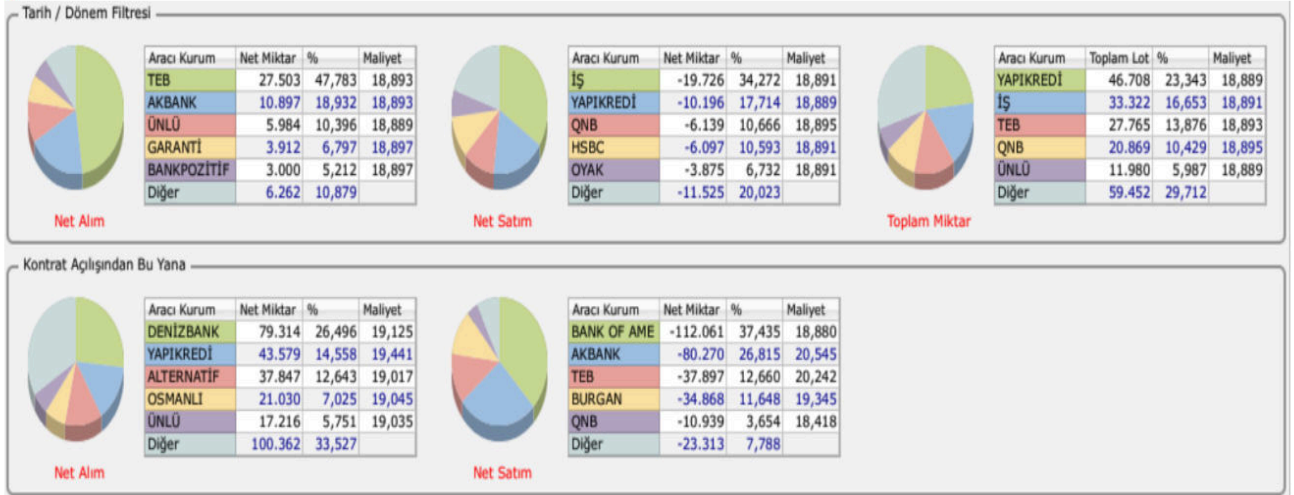 Tarih / Dönem Filtresi
Aracı Kurum Net Miktar % Maliyet
TEB 27.503 47,783 18,893
AKBANK 10.897 18,932 18,893
ÜNLÜ 5.984 10,396 18,889
GARANTİ 3.912 6,797 18,897
BANKPOZİTİF 3.000 5,212 18,897
Diğer 6.262 10,879
Net Alım
Aracı Kurum Net Miktar % Maliyet
İŞ -19.726 34,272 18,891
YAPIKREDİ -10.196 17,714 18,889
QNB -6.139 10,666 18,895
HSBC -6.097 10,593 18,891
OYAK -3.875 6,732 18,891
Diğer -11.525 20,023
Net Satım
Aracı Kurum Toplam Lot % Maliyet
YAPIKREDİ 46.708 23,343 18,889
İŞ 33.322 16,653 18,891
TEB 27.765 13,876 18,893
QNB 20.869 10,429 18,895
ÜNLÜ 11.980 5,987 18,889
Diğer 59.452 29,712
Toplam Miktar
Kontrat Açılışından Bu Yana
Aracı Kurum Net Miktar % Maliyet
DENİZBANK 79.314 26,496 19,125
YAPIKREDİ 43.579 14,558 19,441
ALTERNATİF 37.847 12,643 19,017
OSMANLI 21.030 7,025 19,045
ÜNLÜ 17.216 5,751 19,035
Diğer 100.362 33,527
Net Alım
Aracı Kurum Net Miktar % Maliyet
BANK OF AME -112.061 37,435 18,880
AKBANK -80.270 26,815 20,545
TEB -37.897 12,660 20,242
BURGAN -34.868 11,648 19,345
QNB -10.939 3,654 18,418
Diğer -23.313 7,788
Net Satım